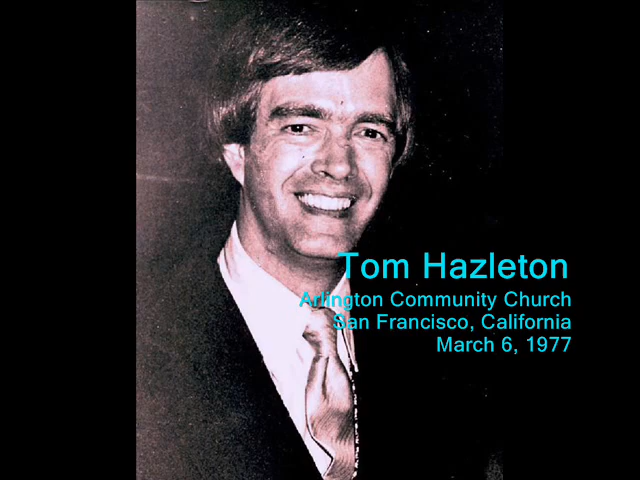 Tom Hazleton
Arlington Community Church
San Francisco, California
March 6, 1977